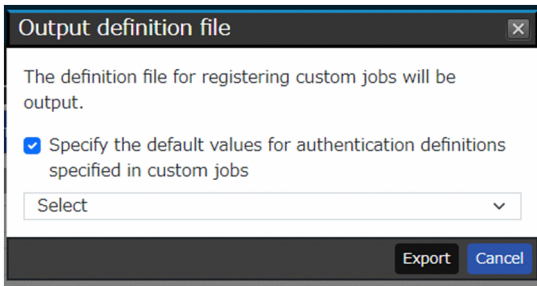 Output definition file
The definition file for registering custom jobs will be
output.
Specify the default values for authentication definitions
specified in custom jobs
Select
Export Cancel